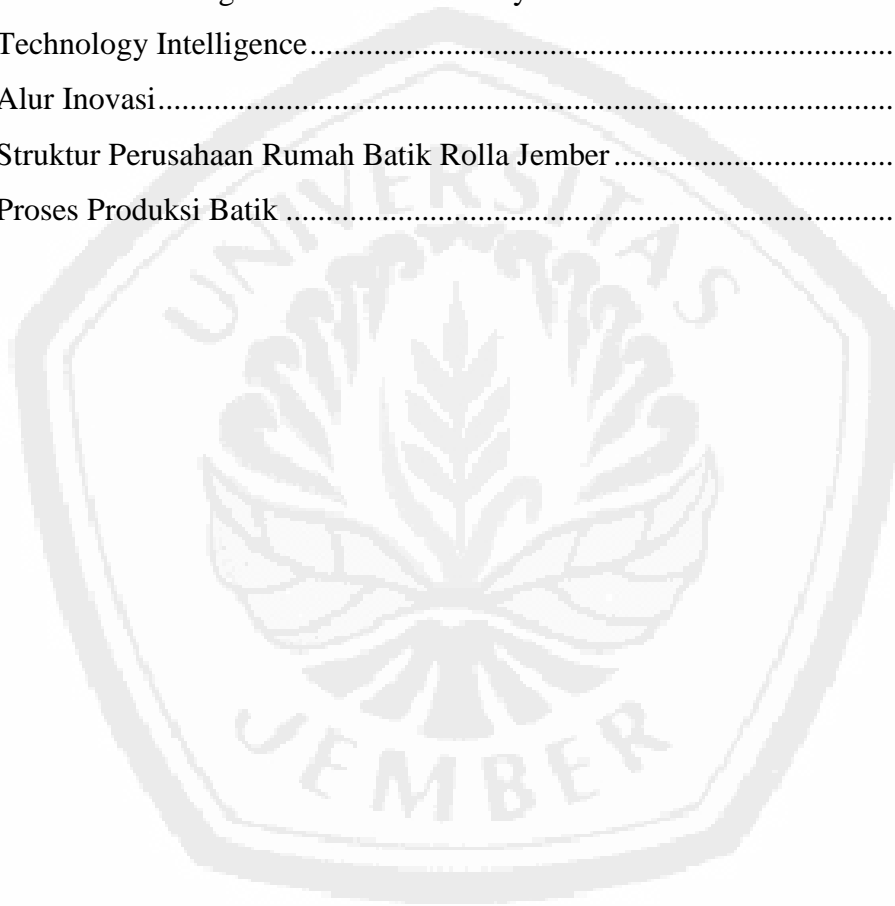 Technology Intelligence........................................................................
Alur Inovasi........................................................................................
Struktur Perusahaan Rumah Batik Rolla Jember ....................................
Proses Produksi Batik ..........................................................................
UNIVERSITAS
JEMBER